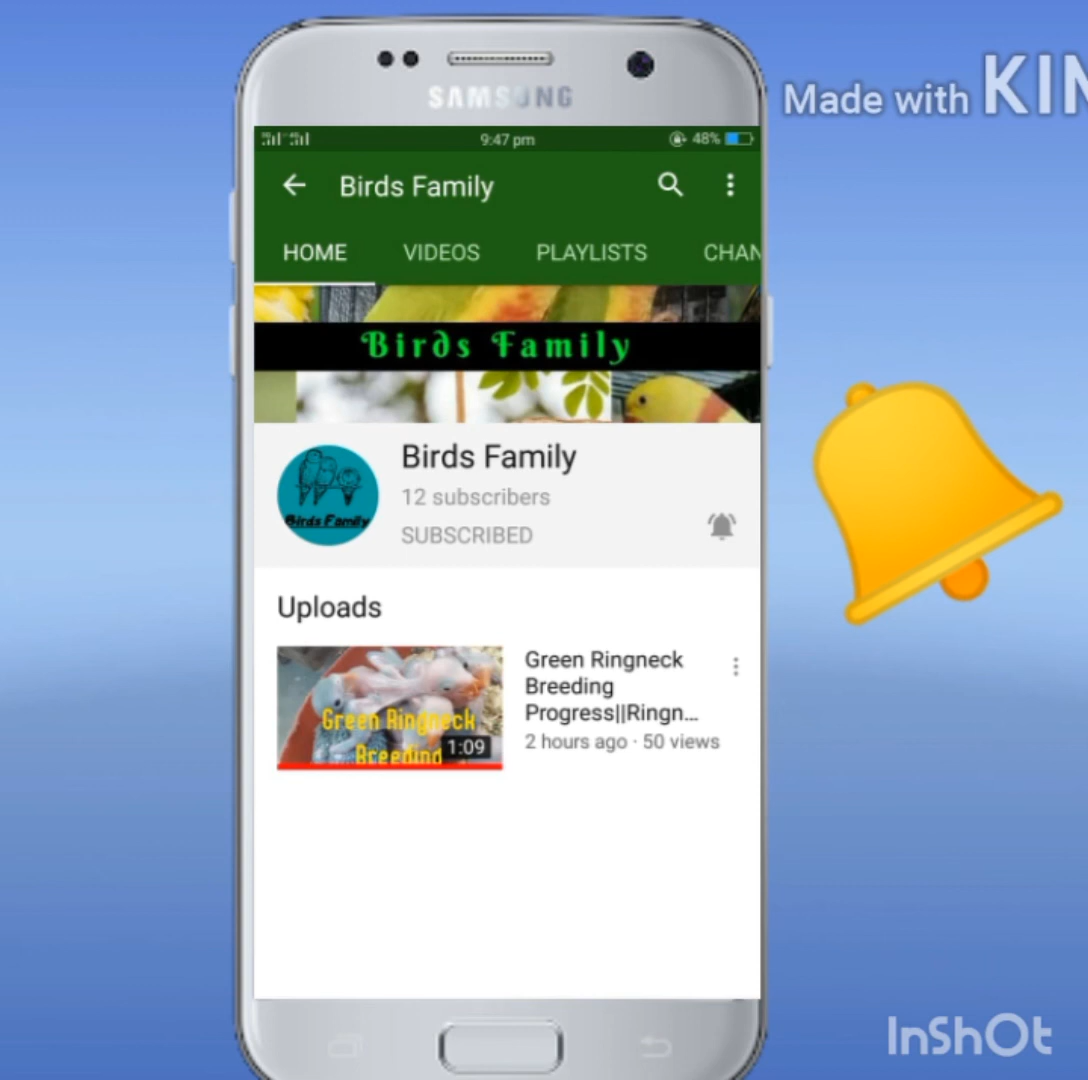 Made with KIN
SAMSUNG
9:47 pm
48%
Birds Family
HOME VIDEOS PLAYLISTS CHAN
Birds Family
Birds Family
12 subscribers
SUBSCRIBED
Birds Family
Uploads
Green Ringneck
Breeding
1:09
Green Ringneck
Breeding
Progress||Ringn...
2 hours ago · 50 views
InShOt